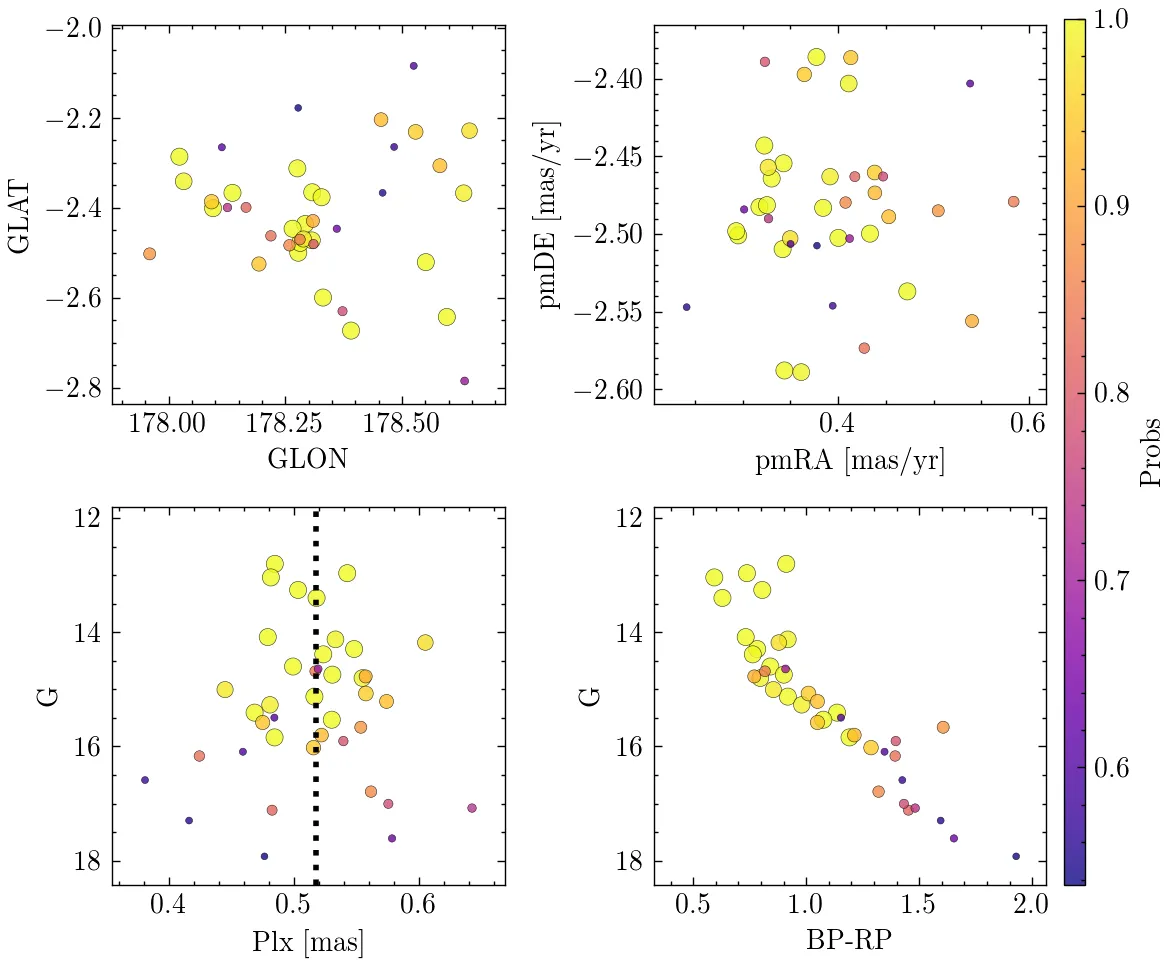 −2.0
−2.2
−2.4
−2.6
−2.8
GLAT
178.00 178.25 178.50
GLON
−2.40
−2.45
−2.50
−2.55
−2.60
pmDE [mas/yr]
0.4 0.6
pmRA [mas/yr]
12
14
16
18
G
0.4 0.5 0.6
Plx [mas]
12
14
16
18
G
0.5 1.0 1.5 2.0
BP-RP
1.0
0.9
0.8
0.7
0.6
Probs